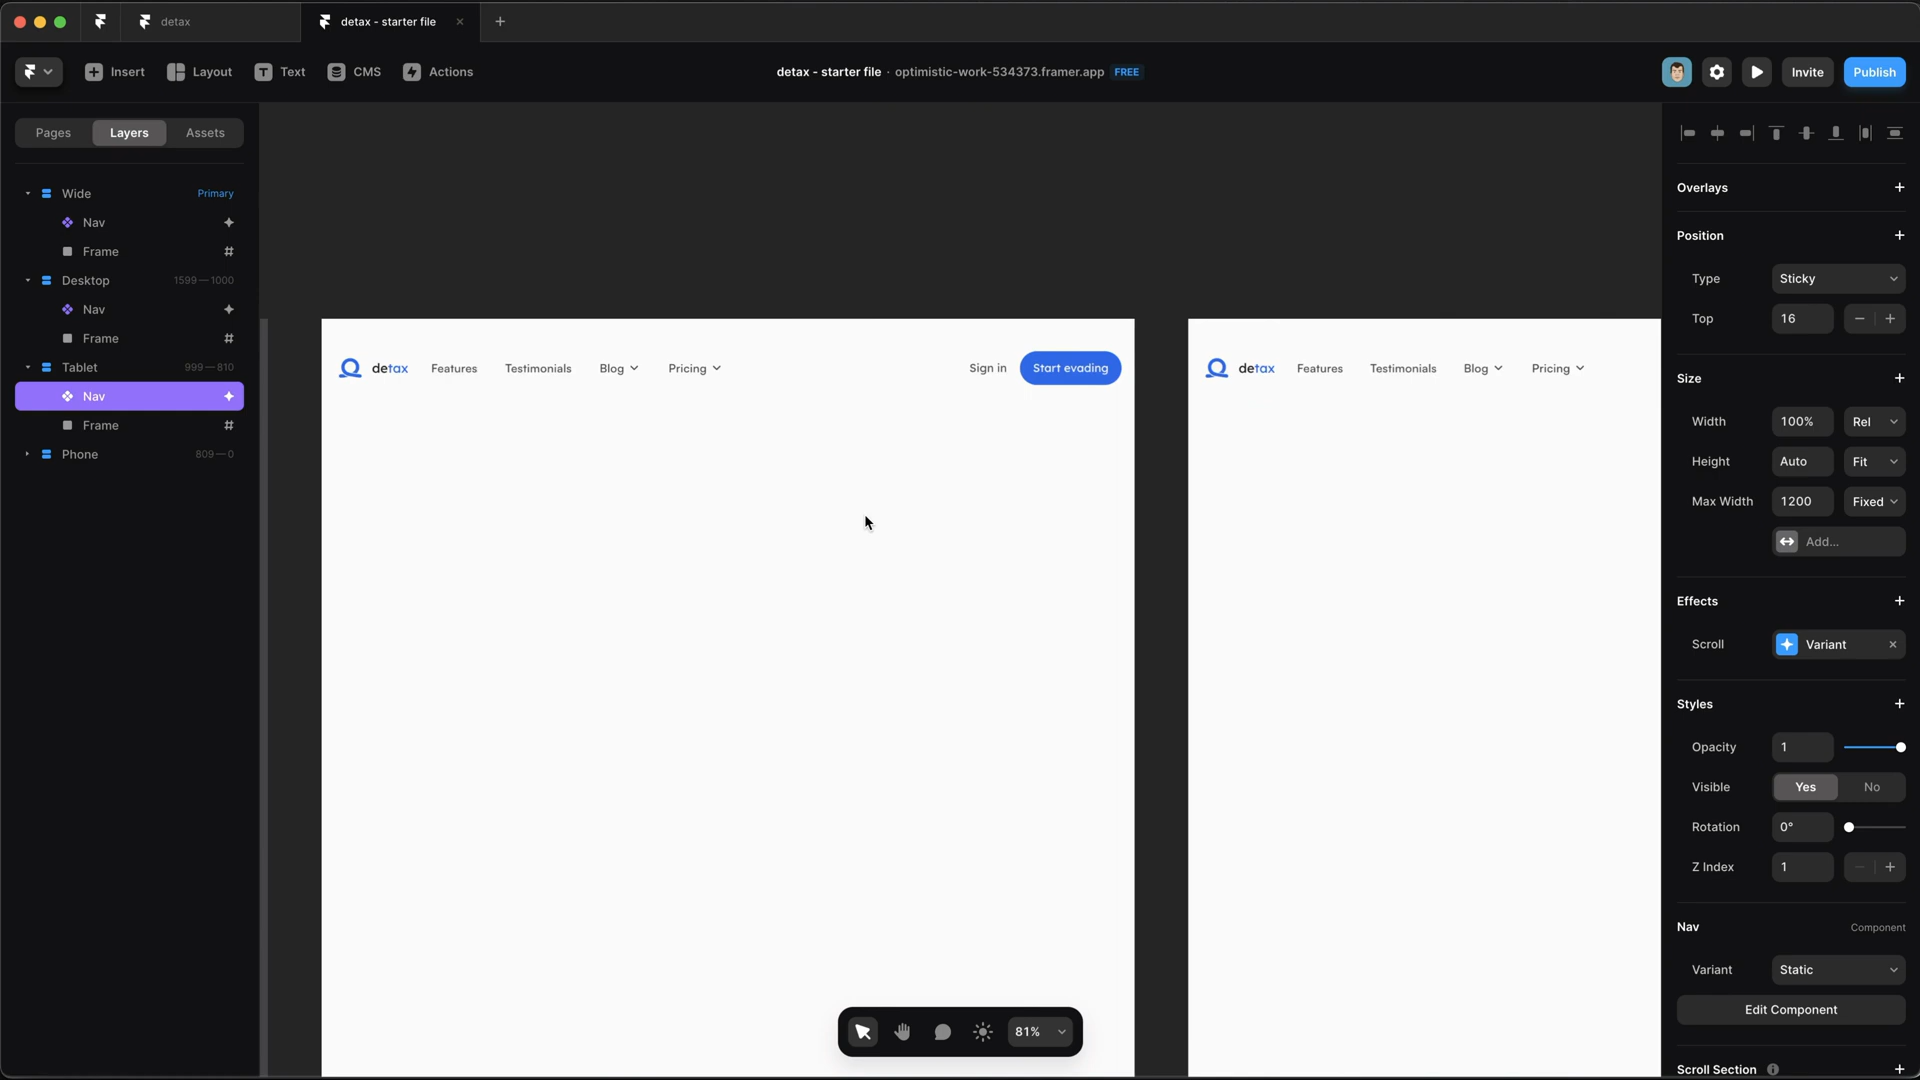 detax
detax - starter file
Insert
Layout
Text
CMS
Actions
detax - starter file · optimistic-work-534373.framer.app FREE
Invite
Publish
Pages
Layers
Assets
Wide Primary
Nav
Frame
Desktop 1599—1000
Nav
Frame
Tablet 999—810
Nav
Frame
Phone 809—0
detax Features Testimonials Blog Pricing Sign in Start evading
detax Features Testimonials Blog Pricing
81%
Overlays
Position
Type Sticky
Top 16
Size
Width 100% Rel
Height Auto Fit
Max Width 1200 Fixed
Add...
Effects
Scroll Variant
Styles
Opacity 1
Visible Yes No
Rotation 0°
Z Index 1
Nav Component
Variant Static
Edit Component
Scroll Section